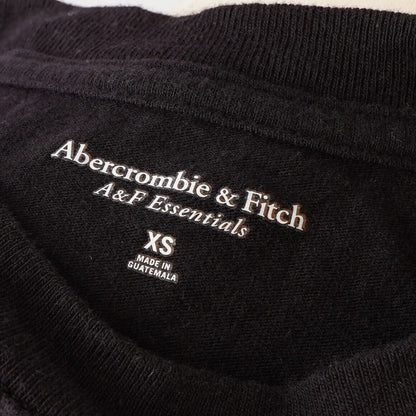 Abercrombie & Fitch
A&F Essentials
XS
MADE IN
GUATEMALA